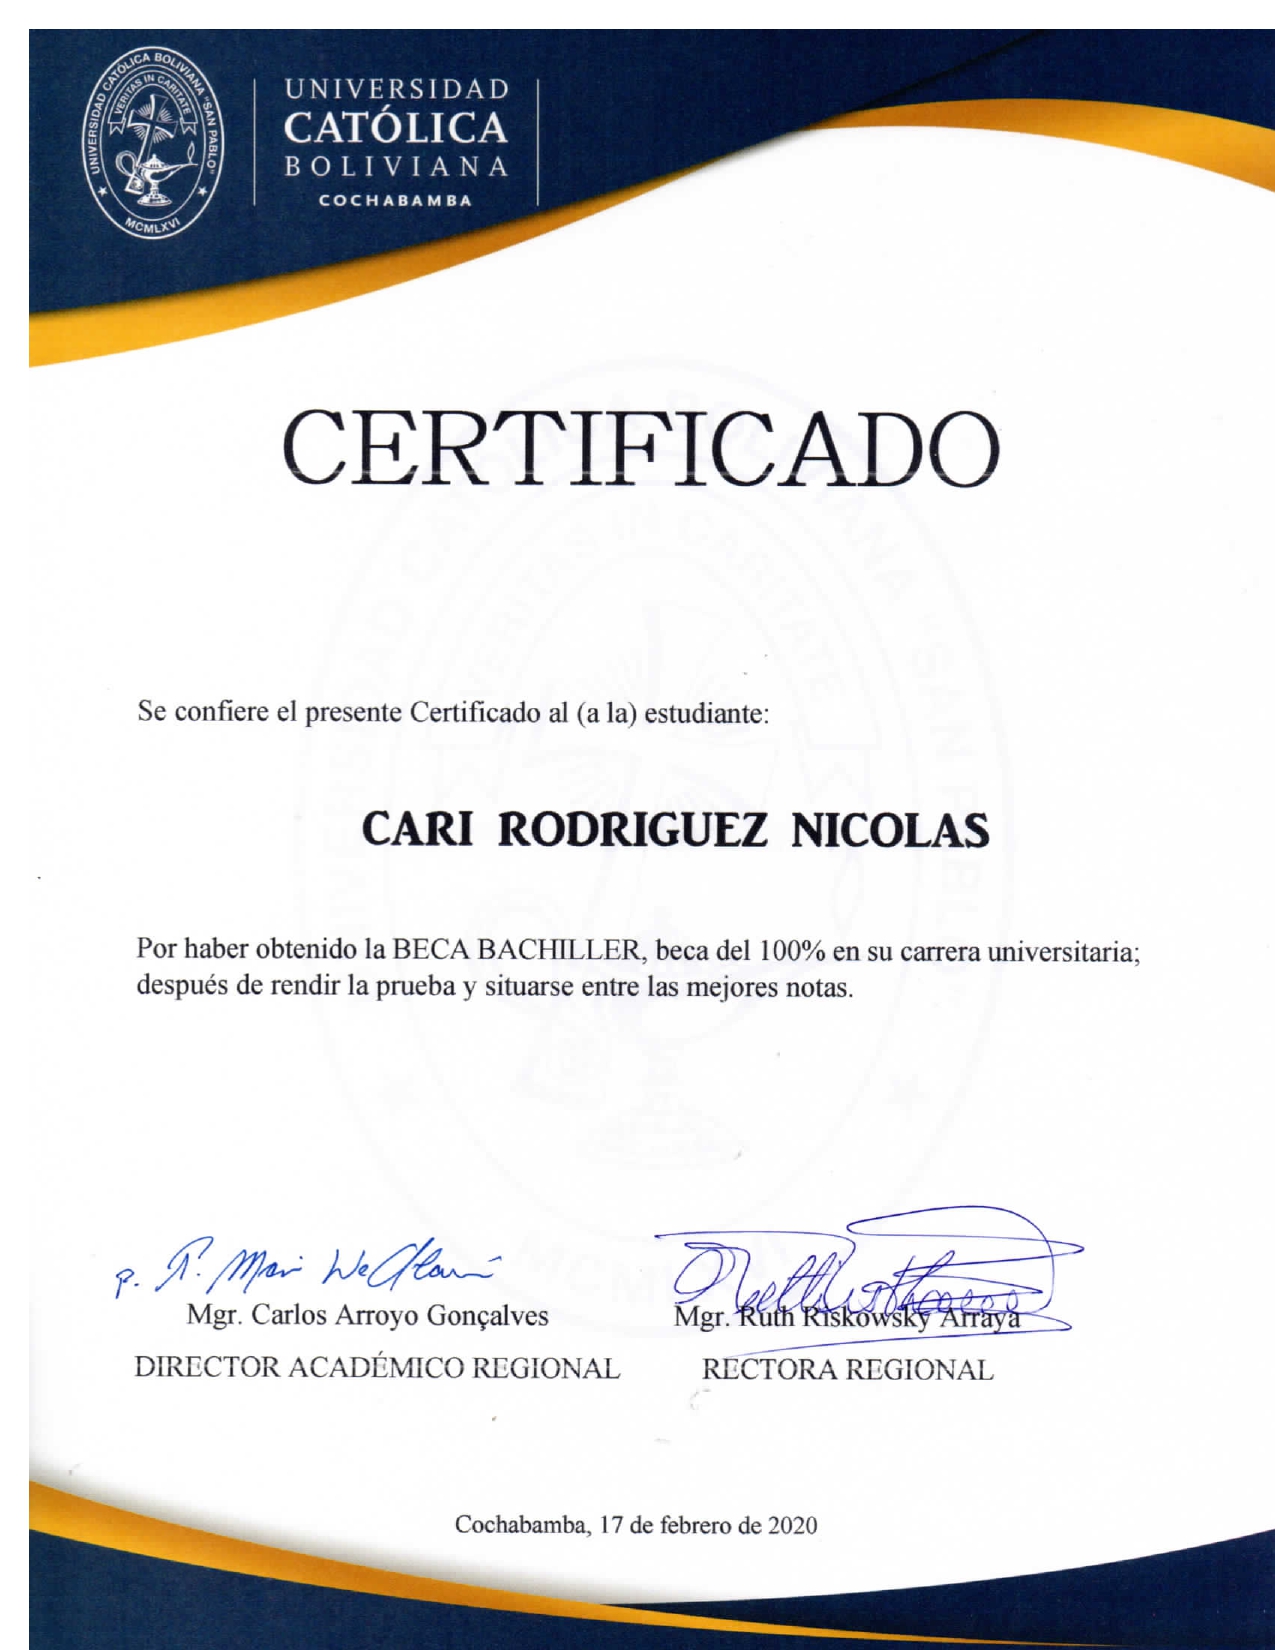 UNIVERSIDAD CATÓLICA BOLIVIANA "SAN PABLO"
VERITAS IN CARITATE
MCMLXVI
UNIVERSIDAD
CATÓLICA
BOLIVIANA
COCHABAMBA
CERTIFICADO
Se confiere el presente Certificado al (a la) estudiante:
CARI RODRIGUEZ NICOLAS
Por haber obtenido la BECA BACHILLER, beca del 100% en su carrera universitaria;
después de rendir la prueba y situarse entre las mejores notas.
Mgr. Carlos Arroyo Gonçalves
DIRECTOR ACADÉMICO REGIONAL
Mgr. Ruth Riskowsky Arraya
RECTORA REGIONAL
Cochabamba, 17 de febrero de 2020